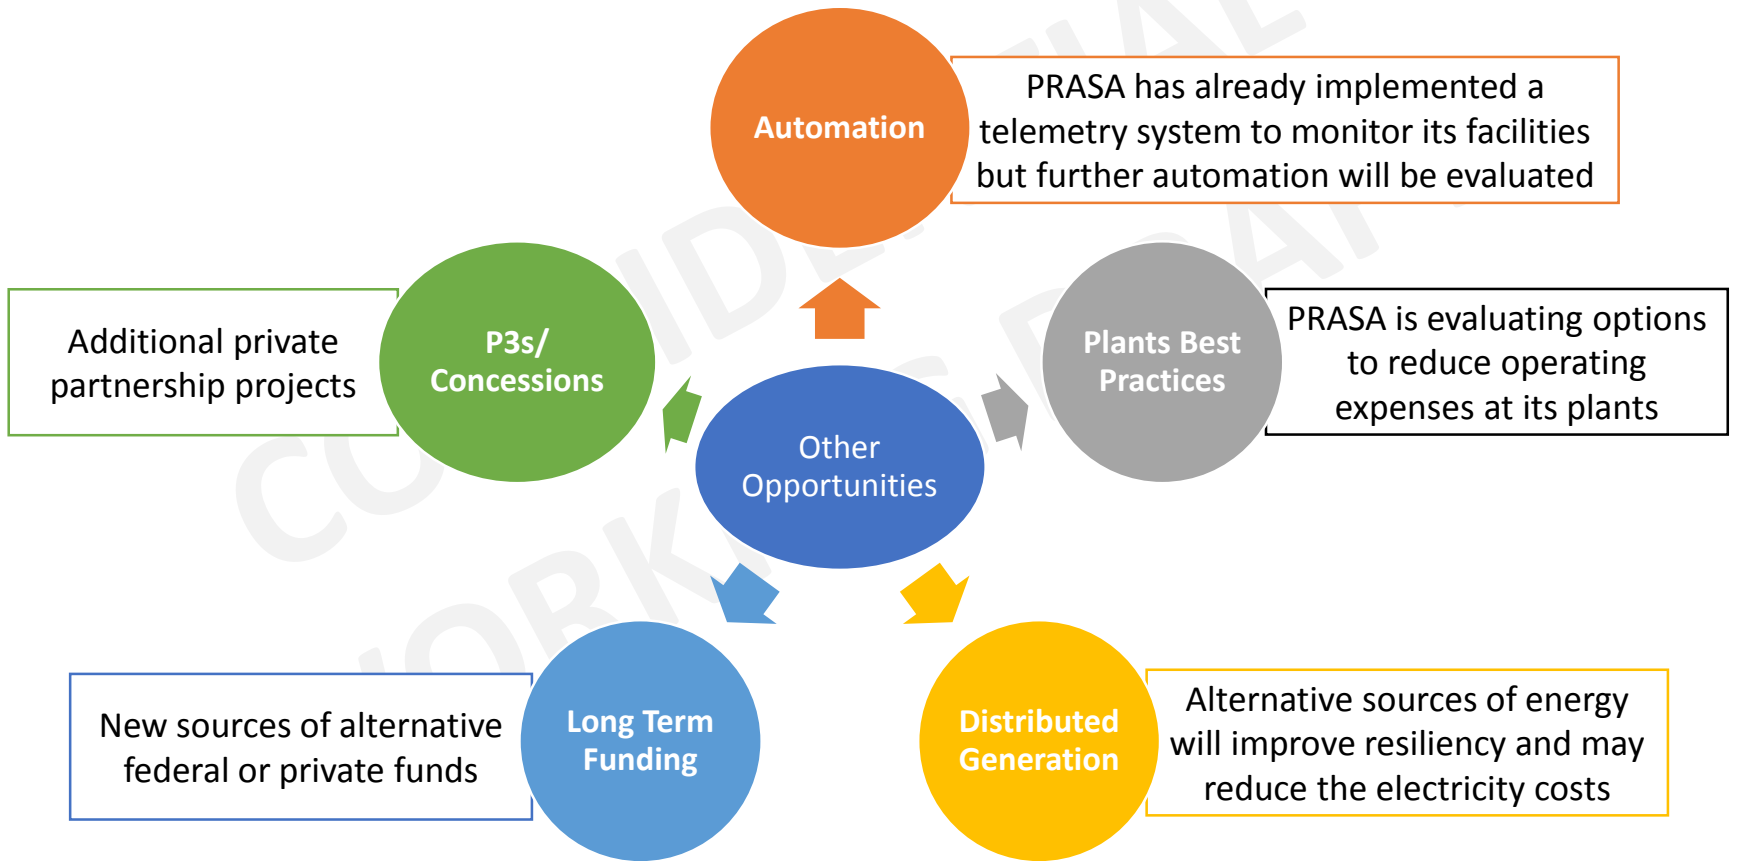 Automation
PRASA has already implemented a
telemetry system to monitor its facilities
but further automation will be evaluated
P3s/
Concessions
Additional private
partnership projects
Plants Best
Practices
PRASA is evaluating options
to reduce operating
expenses at its plants
Other
Opportunities
Long Term
Funding
New sources of alternative
federal or private funds
Distributed
Generation
Alternative sources of energy
will improve resiliency and may
reduce the electricity costs